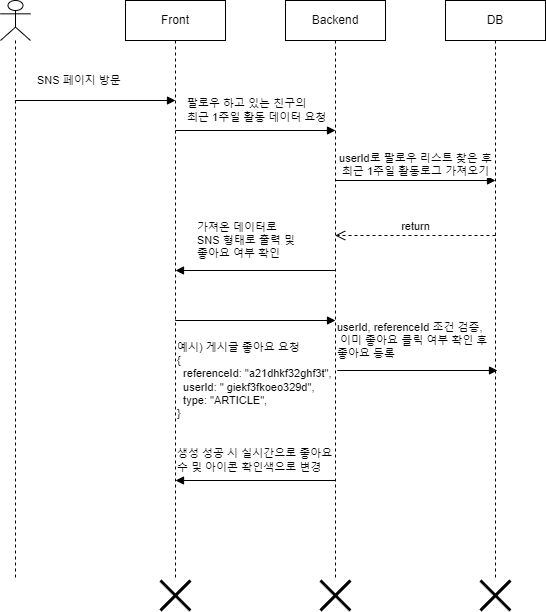 Front
Backend
DB
SNS 페이지 방문
팔로우 하고 있는 친구의
최근 1주일 활동 데이터 요청
userId로 팔로우 리스트 찾은 후
최근 1주일 활동로그 가져오기
가져온 데이터로
SNS 형태로 출력 및
좋아요 여부 확인
return
예시) 게시글 좋아요 요청
{
referenceId: "a21dhkf32ghf3t",
userId: " giekf3fkoeo329d",
type: "ARTICLE",
}
userId, referenceId 조건 검증,
이미 좋아요 클릭 여부 확인 후
좋아요 등록
생성 성공 시 실시간으로 좋아요
수 및 아이콘 확인색으로 변경